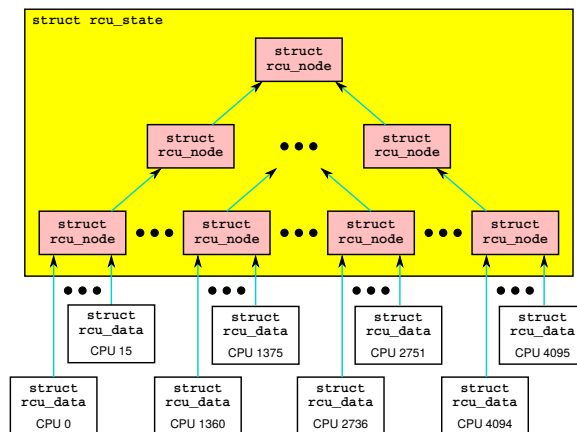 struct rcu_state
struct
rcu_node
struct
rcu_node
struct
rcu_node
struct
rcu_node
struct
rcu_node
struct
rcu_node
struct
rcu_node
struct
rcu_data
CPU 15
struct
rcu_data
CPU 1375
struct
rcu_data
CPU 2751
struct
rcu_data
CPU 4095
struct
rcu_data
CPU 0
struct
rcu_data
CPU 1360
struct
rcu_data
CPU 2736
struct
rcu_data
CPU 4094